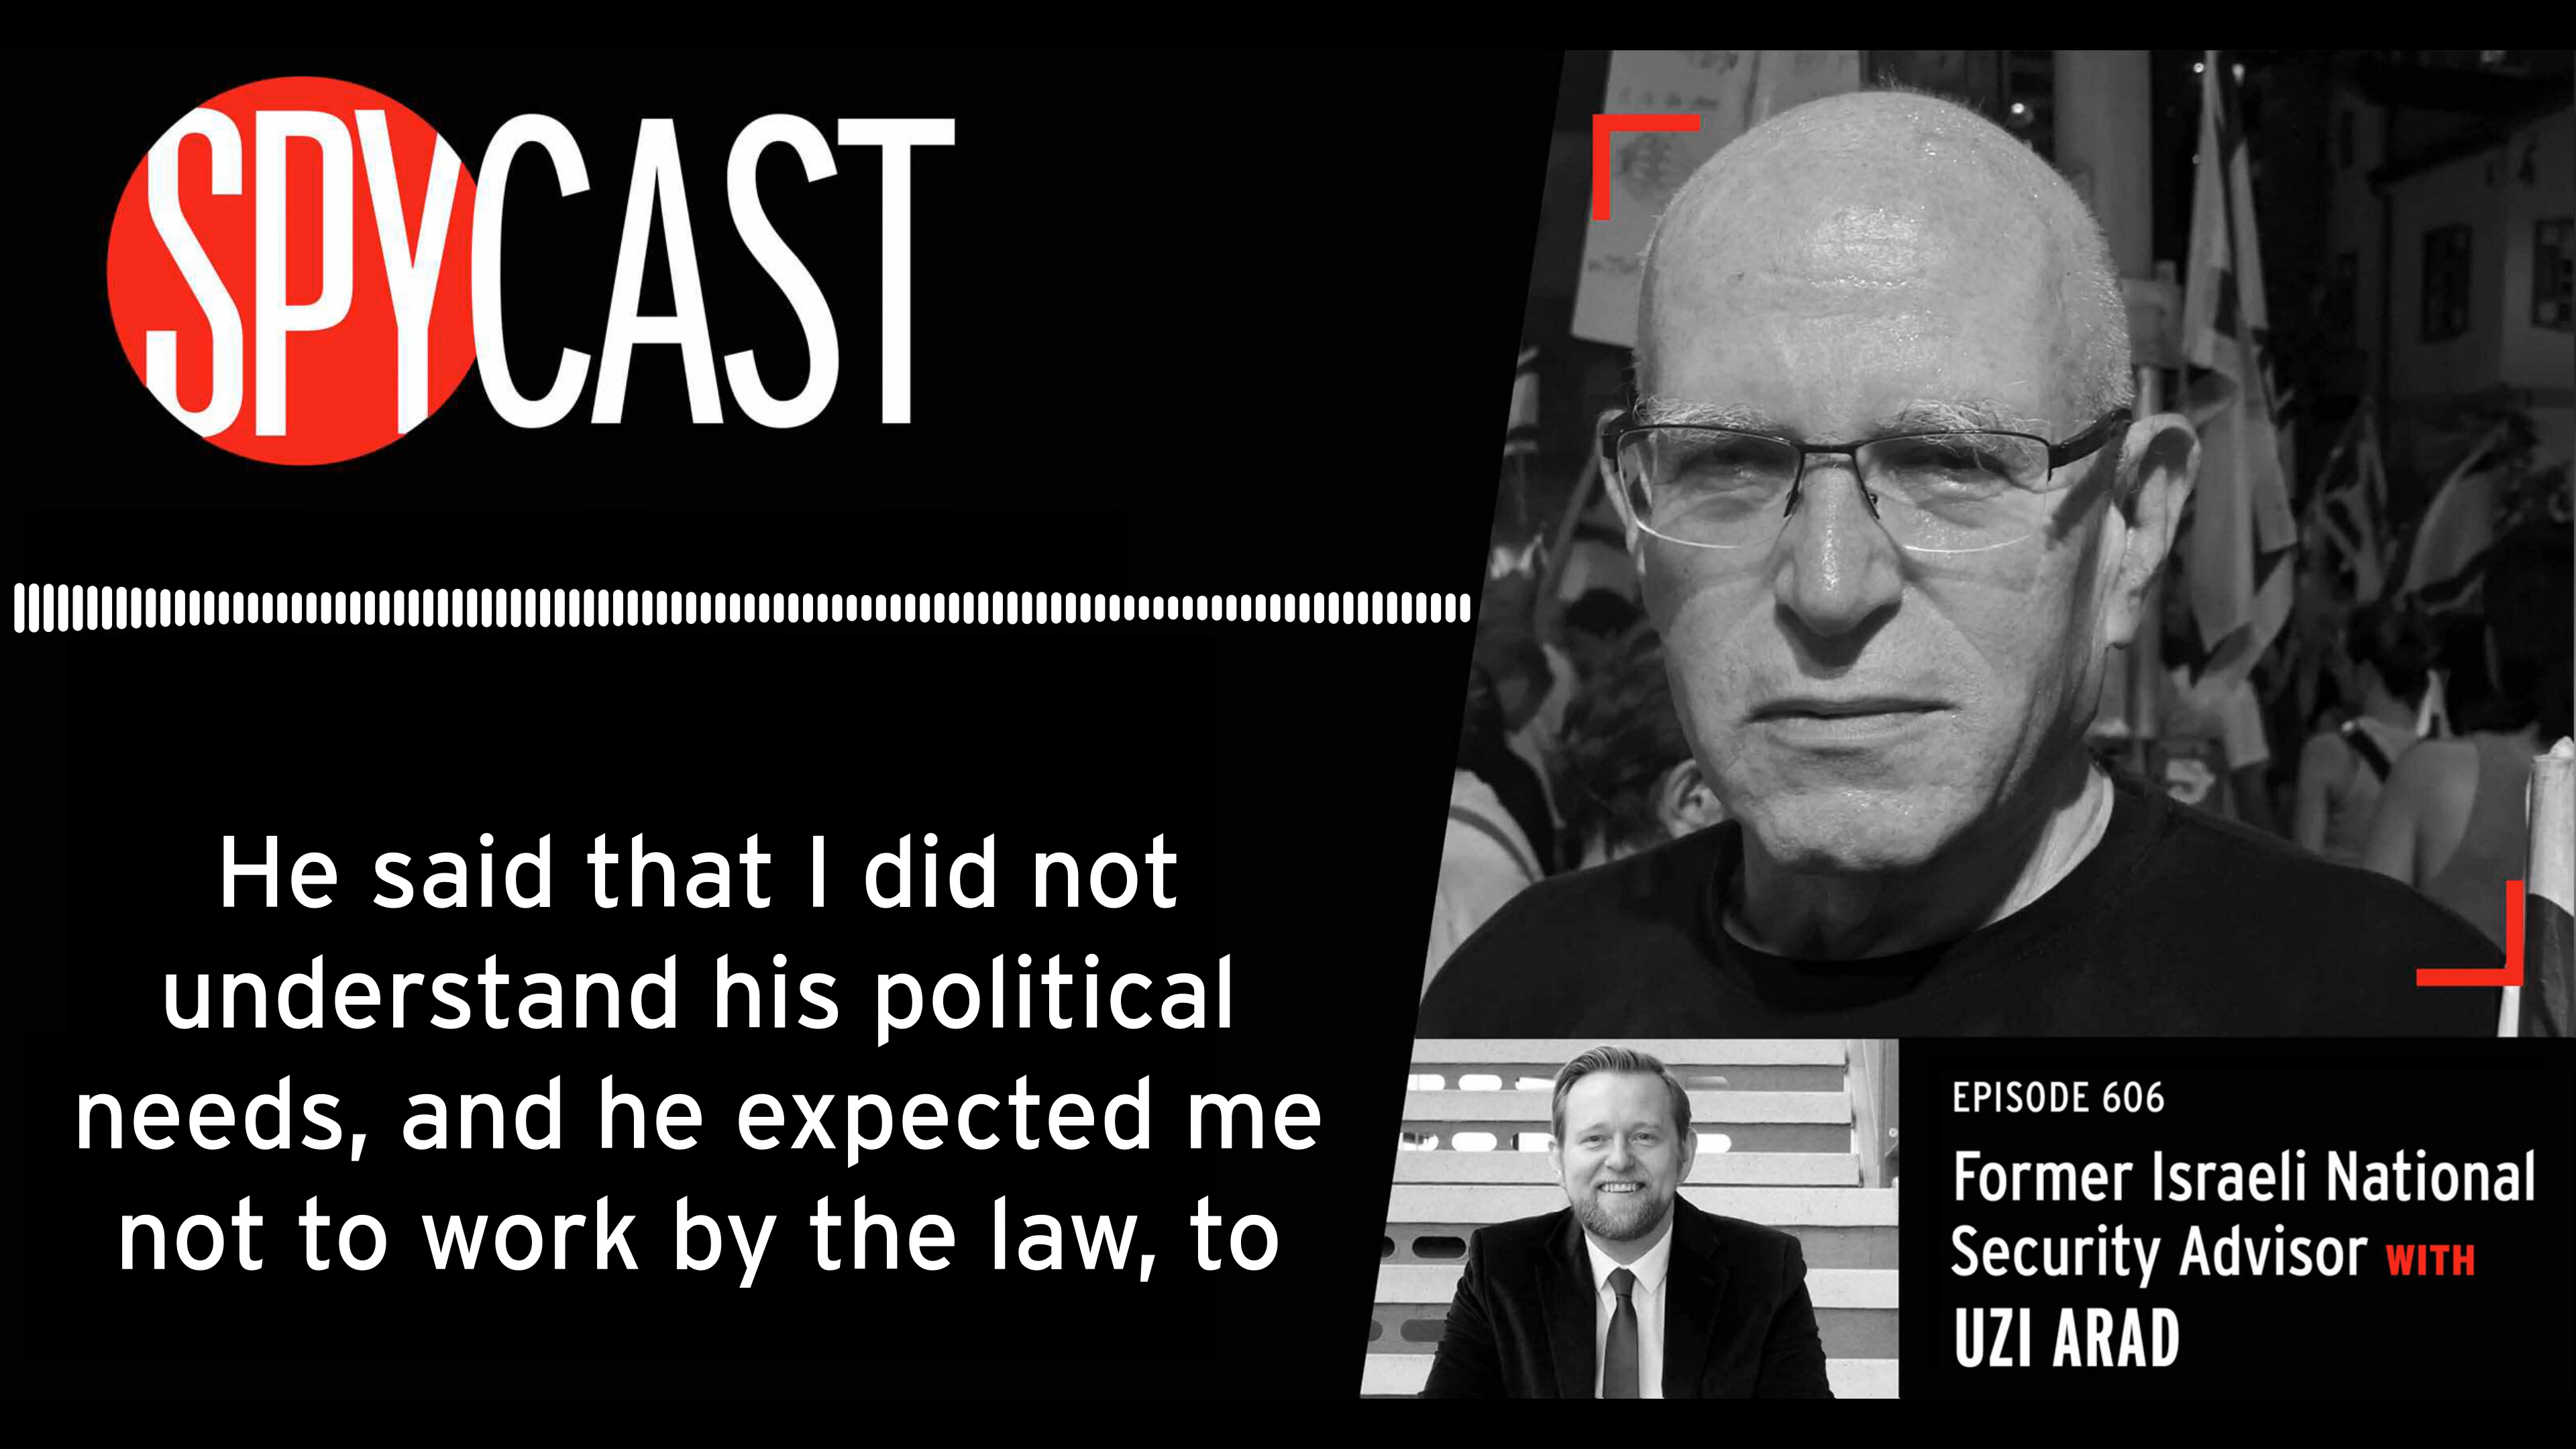 SPYCAST
He said that I did not
understand his political
needs, and he expected me
not to work by the law, to
EPISODE 606
Former Israeli National
Security Advisor WITH
UZI ARAD